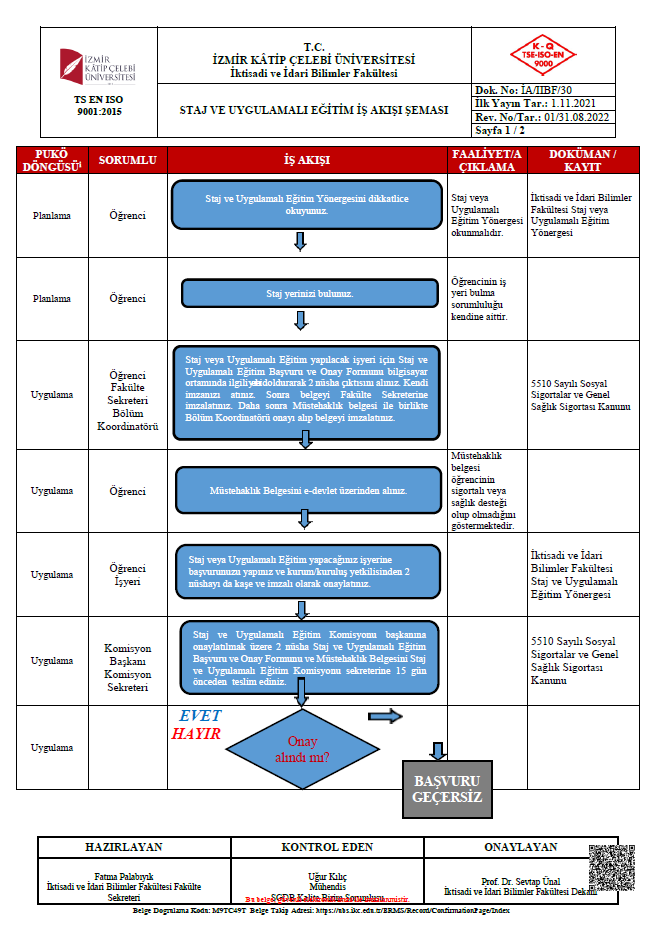 İZMİR
KÂTİP ÇELEBİ
ÜNİVERSİTESİ
TS EN ISO
9001:2015
T.C.
İZMİR KÂTİP ÇELEBİ ÜNİVERSİTESİ
İktisadi ve İdari Bilimler Fakültesi
STAJ VE UYGULAMALI EĞİTİM İŞ AKIŞI ŞEMASI
K - Q
TSE-ISO-EN
9000
Dok. No: İA/IIBF/30
İlk Yayın Tar.: 1.11.2021
Rev. No/Tar.: 01/31.08.2022
Sayfa 1 / 2
PUKÖ
DÖNGÜSÜ¹
SORUMLU
İŞ AKIŞI
FAALİYET/A
ÇIKLAMA
DOKÜMAN /
KAYIT
Planlama
Öğrenci
Staj ve Uygulamalı Eğitim Yönergesini dikkatlice
okuyunuz.
Staj veya
Uygulamalı
Eğitim Yönergesi
okunmalıdır.
İktisadi ve İdari Bilimler
Fakültesi Staj veya
Uygulamalı Eğitim
Yönergesi
Planlama
Öğrenci
Staj yerinizi bulunuz.
Öğrencinin iş
yeri bulma
sorumluluğu
kendine aittir.
Uygulama
Öğrenci
Fakülte
Sekreteri
Bölüm
Koordinatörü
Staj veya Uygulamalı Eğitim yapılacak işyeri için Staj ve
Uygulamalı Eğitim Başvuru ve Onay Formunu bilgisayar
ortamında ilgili doldurarak 2 nüsha çıktısını alınız. Kendi
imzanızı atınız. Sonra belgeyi Fakülte Sekreterine
imzalatınız. Daha sonra Müstehaklık belgesi ile birlikte
Bölüm Koordinatörü onayı alıp belgeyi imzalatınız.
5510 Sayılı Sosyal
Sigortalar ve Genel
Sağlık Sigortası Kanunu
Uygulama
Öğrenci
Müstehaklık Belgesini e-devlet üzerinden alınız.
Müstehaklık
belgesi
öğrencinin
sigortalı veya
sağlık desteği
olup olmadığını
göstermektedir.
Uygulama
Öğrenci
İşyeri
Staj veya Uygulamalı Eğitim yapacağınız işyerine
başvurunuzu yapınız ve kurum/kuruluş yetkilisinden 2
nüshayı da kaşe ve imzalı olarak onaylatınız.
İktisadi ve İdari
Bilimler Fakültesi
Staj ve Uygulamalı
Eğitim Yönergesi
Uygulama
Komisyon
Başkanı
Komisyon
Sekreteri
Staj ve Uygulamalı Eğitim Komisyonu başkanına
onaylatılmak üzere 2 nüsha Staj ve Uygulamalı Eğitim
Başvuru ve Onay Formunu ve Müstehaklık Belgesini Staj
ve Uygulamalı Eğitim Komisyonu sekreterine 15 gün
önceden teslim ediniz.
5510 Sayılı Sosyal
Sigortalar ve Genel
Sağlık Sigortası
Kanunu
Uygulama
EVET
HAYIR
Onay
alındı mı?
BAŞVURU
GEÇERSİZ
HAZIRLAYAN
KONTROL EDEN
ONAYLAYAN
Fatma Palabıyık
İktisadi ve İdari Bilimler Fakültesi Fakülte
Sekreteri
Uğur Kılıç
Mühendis
SGDB Kalite Birim Sorumlusu
Prof. Dr. Sevtap Ünal
İktisadi ve İdari Bilimler Fakültesi Dekanı
Bu belge
Belge Doğrulama Kodu: M9TC49T Belge Takip Adresi: https://ubs.ikc.edu.tr/ERMS/Record/ConfirmationPage/Index